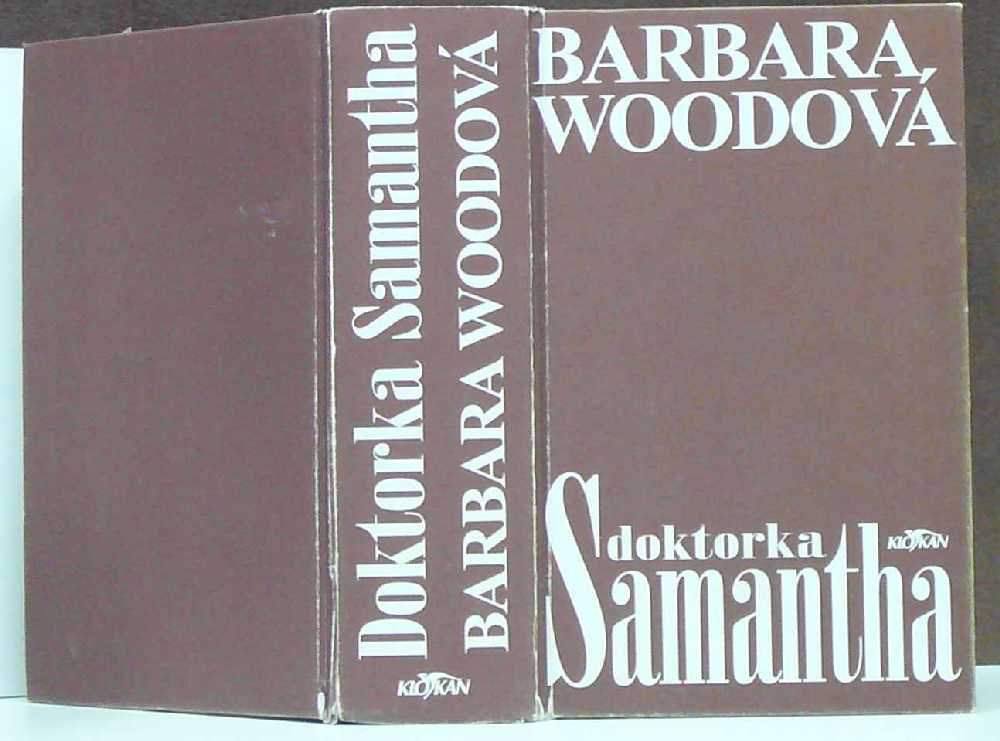 Doktorka Samantha
BARBARA WOODOVÁ
KLOKAN
BARBARA
WOODOVÁ
doktorka
Samantha
KLOKAN